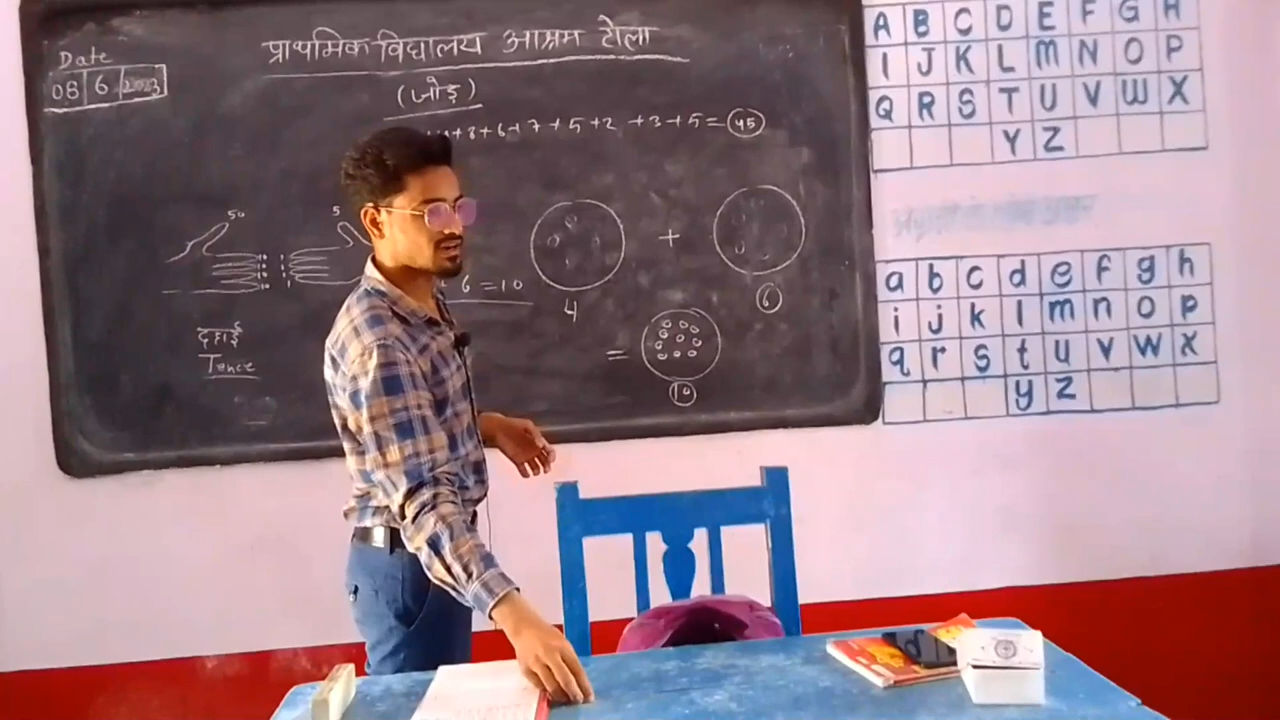 Date
08 6 2023
प्राथमिक विद्यालय आश्रम टोला
(जोड़)
+8+6+7+5+2 +3+5=45
50 5
6=10
4
+
6
=
10
दहाई
Tence
A B C D E F G H
I J K L M N O P
Q R S T U V W X
Y Z
a b c d e f g h
i j k l m n o p
q r s t u v w x
y z